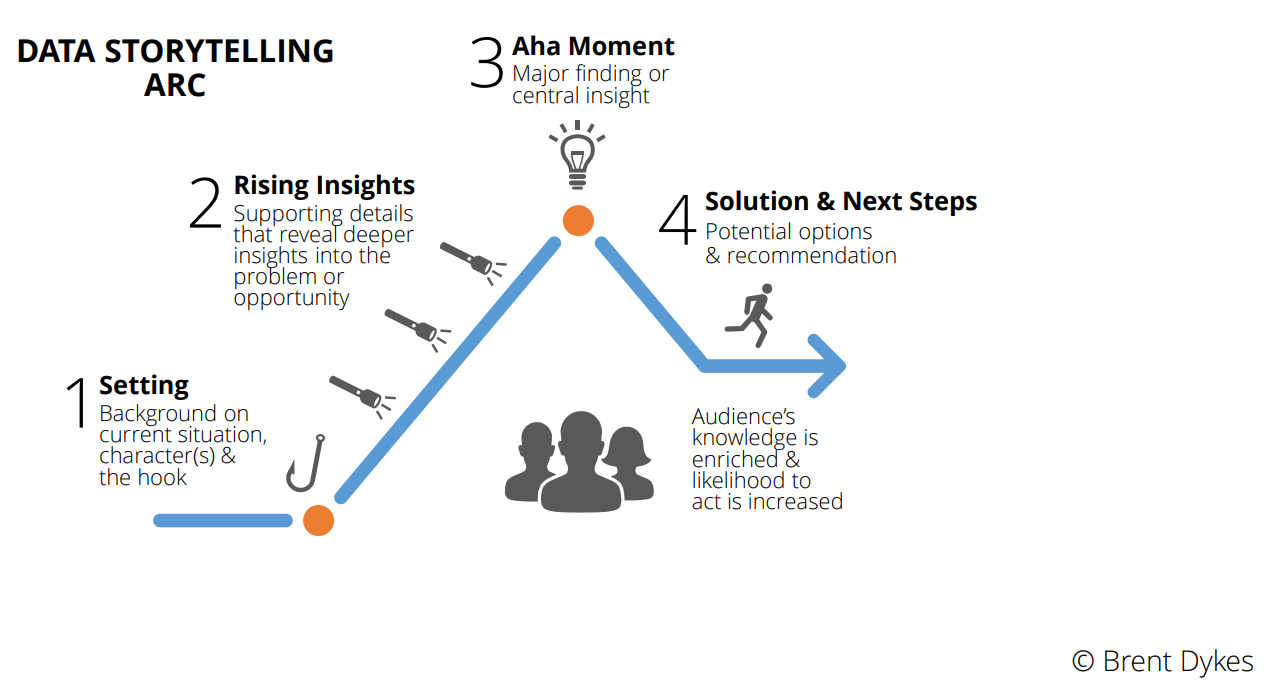 DATA STORYTELLING
ARC
1
Setting
Background on
current situation,
character(s) &
the hook
2
Rising Insights
Supporting details
that reveal deeper
insights into the
problem or
opportunity
3
Aha Moment
Major finding or
central insight
4
Solution & Next Steps
Potential options
& recommendation
Audience’s
knowledge is
enriched &
likelihood to
act is increased
© Brent Dykes